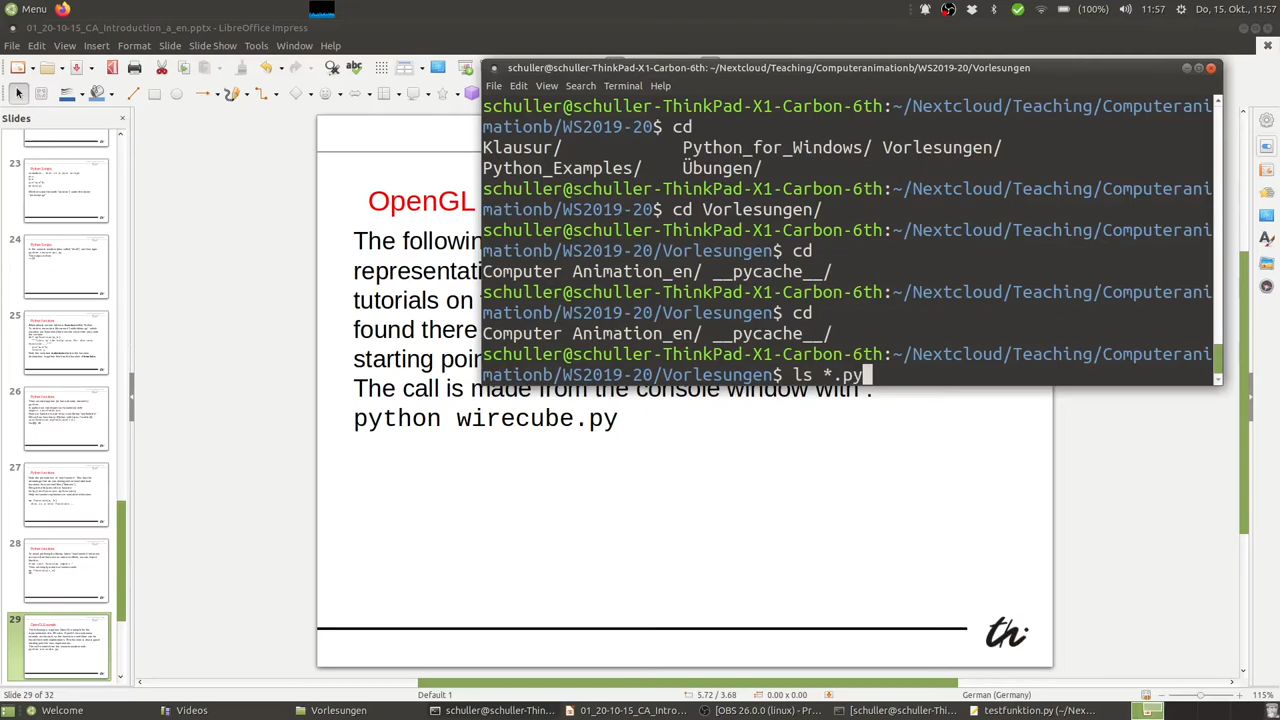 Menu
(100%)
11:57
Do, 15. Okt., 11:57
01_20-10-15_CA_Introduction_a_en.pptx - LibreOffice Impress
File Edit View Insert Format Slide Slide Show Tools Window Help
Slides
23
24
25
26
27
28
29
OpenGL
The followin
representati
tutorials on
found there
starting poi
The call is made from the console window with :
python wirecube.py
schuller@schuller-ThinkPad-X1-Carbon-6th: ~/Nextcloud/Teaching/Computeranimationb/WS2019-20/Vorlesungen
File Edit View Search Terminal Help
schuller@schuller-ThinkPad-X1-Carbon-6th:~/Nextcloud/Teaching/Computerani
mationb/WS2019-20$ cd
Klausur/ Python_for_Windows/ Vorlesungen/
Python_Examples/ Übungen/
schuller@schuller-ThinkPad-X1-Carbon-6th:~/Nextcloud/Teaching/Computerani
mationb/WS2019-20$ cd Vorlesungen/
schuller@schuller-ThinkPad-X1-Carbon-6th:~/Nextcloud/Teaching/Computerani
mationb/WS2019-20/Vorlesungen$ cd
Computer Animation_en/ __pycache__/
schuller@schuller-ThinkPad-X1-Carbon-6th:~/Nextcloud/Teaching/Computerani
mationb/WS2019-20/Vorlesungen$ cd
Computer Animation_en/ __pycache__/
schuller@schuller-ThinkPad-X1-Carbon-6th:~/Nextcloud/Teaching/Computerani
mationb/WS2019-20/Vorlesungen$ ls *.py
th
Slide 29 of 32
Default 1
5.72 / 3.68
0.00 x 0.00
German (Germany)
115%
Welcome
Videos
Vorlesungen
schuller@schuller-Thin...
01_20-10-15_CA_Intro...
[OBS 26.0.0 (linux) - Pro...
[schuller@schuller-Thin...
testfunktion.py (~/Nex...